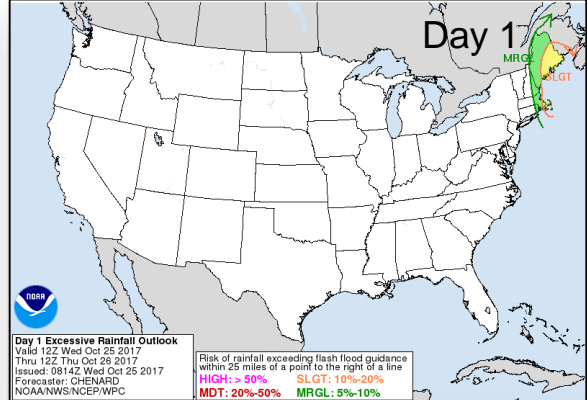 Day 1
MRGL
SLGT
NOAA
Day 1 Excessive Rainfall Outlook
Valid 12Z Wed Oct 25 2017
Thru 12Z Thu Oct 26 2017
Issued: 0814Z Wed Oct 25 2017
Forecaster: CHENARD
NOAA/NWS/NCEP/WPC
Risk of rainfall exceeding flash flood guidance
within 25 miles of a point to the right of a line
HIGH: > 50% SLGT: 10%-20%
MDT: 20%-50% MRGL: 5%-10%